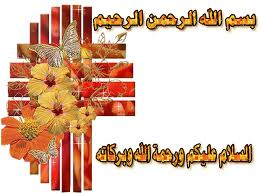 بسم الله الرحمن الرحيم
السلام عليكم ورحمة الله وبركاته